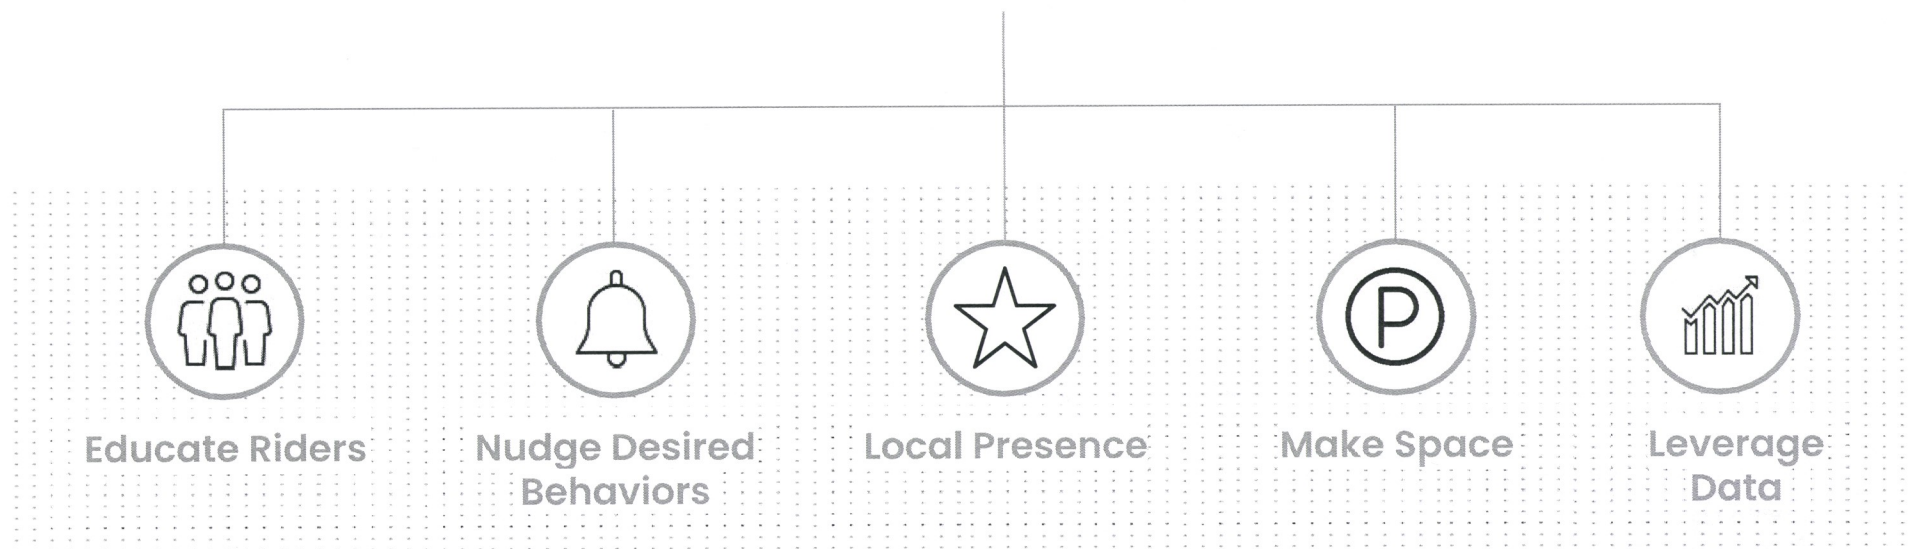 Educate Riders
Nudge Desired
Behaviors
Local Presence
P
Make Space
Leverage
Data